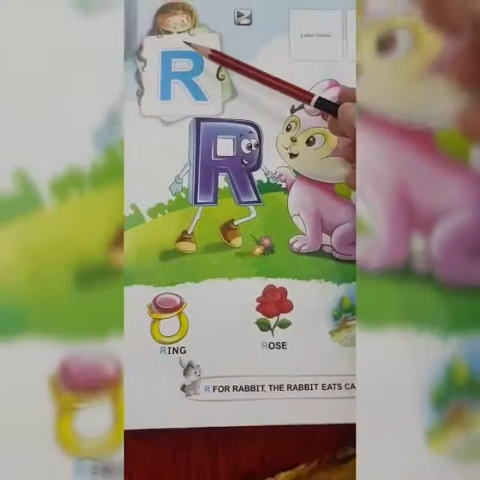 R
R
RING
ROSE
R FOR RABBIT, THE RABBIT EATS CA